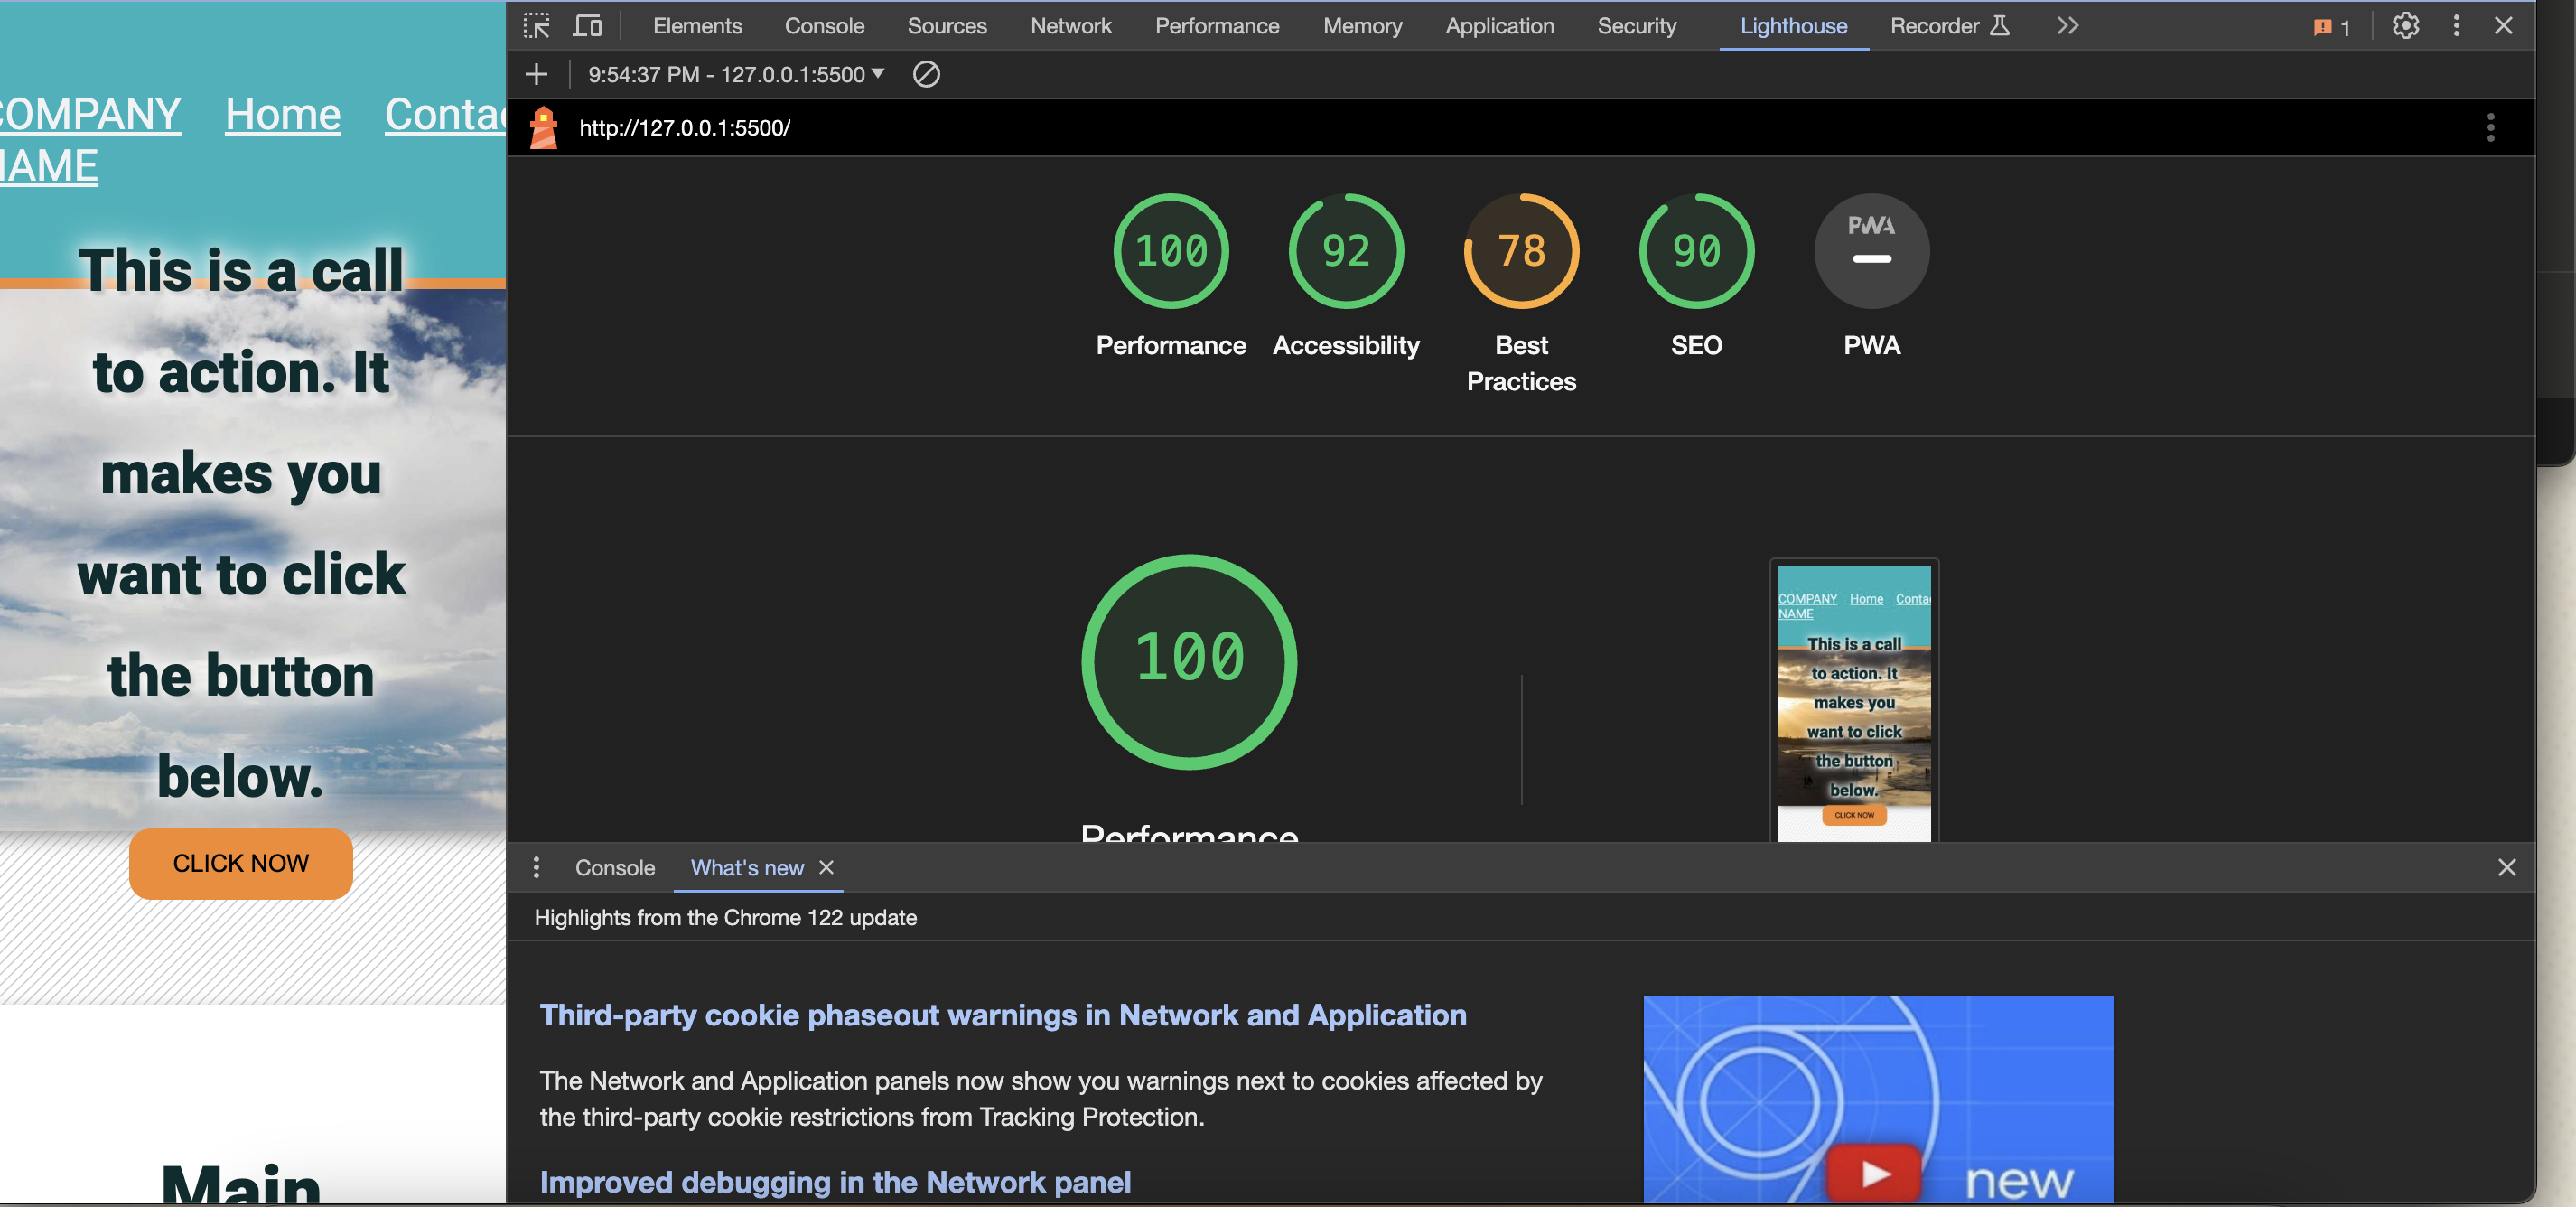 COMPANY Home Contac
NAME
This is a call
to action. It
makes you
want to click
the button
below.
CLICK NOW
Main
Elements Console Sources Network Performance Memory Application Security Lighthouse Recorder 1
9:54:37 PM - 127.0.0.1:5500
http://127.0.0.1:5500/
100 92 78 90 PWA
Performance Accessibility Best Practices SEO PWA
100
Performance
COMPANY Home Contac
NAME
This is a call
to action. It
makes you
want to click
the button
below.
CLICK NOW
Console What's new
Highlights from the Chrome 122 update
Third-party cookie phaseout warnings in Network and Application
The Network and Application panels now show you warnings next to cookies affected by
the third-party cookie restrictions from Tracking Protection.
Improved debugging in the Network panel
new